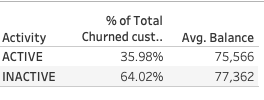 % of Total
Activity Churned cust.. Avg. Balance
ACTIVE 35.98% 75,566
INACTIVE 64.02% 77,362